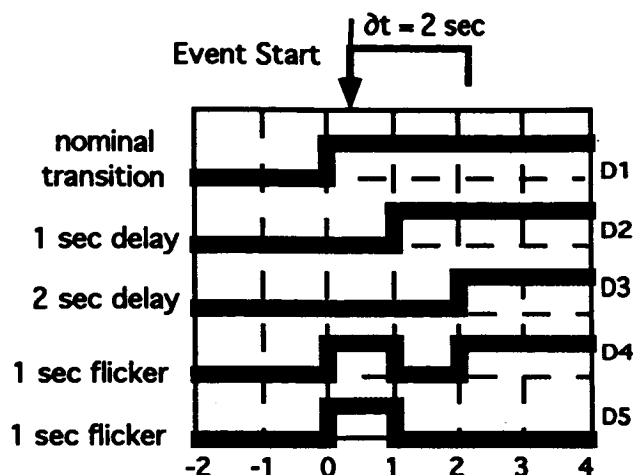 ∂t = 2 sec
Event Start
nominal
transition
D1
1 sec delay
D2
2 sec delay
D3
1 sec flicker
D4
1 sec flicker
D5
-2 -1 0 1 2 3 4